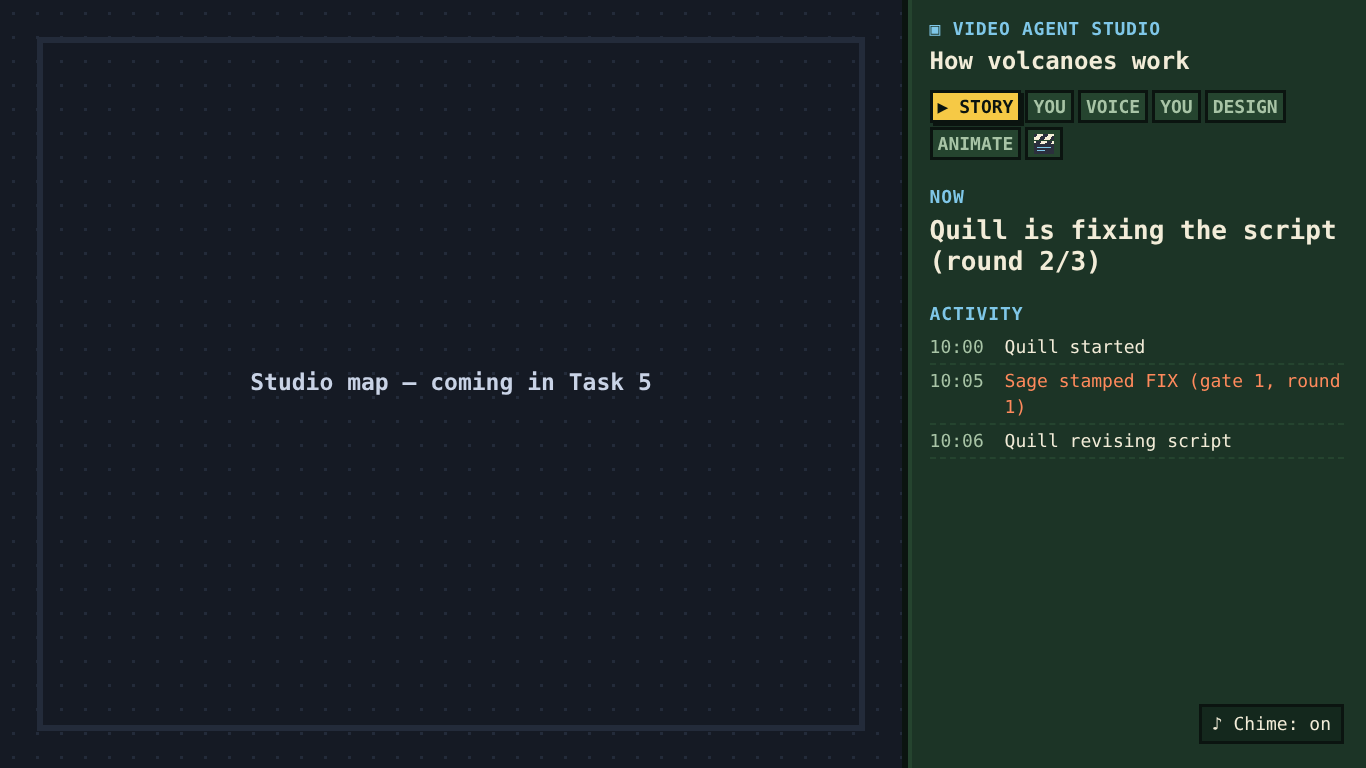 Studio map — coming in Task 5
▣ VIDEO AGENT STUDIO
How volcanoes work
▶ STORY YOU VOICE YOU DESIGN
ANIMATE
NOW
Quill is fixing the script
(round 2/3)
ACTIVITY
10:00 Quill started
10:05 Sage stamped FIX (gate 1, round
1)
10:06 Quill revising script
♪ Chime: on